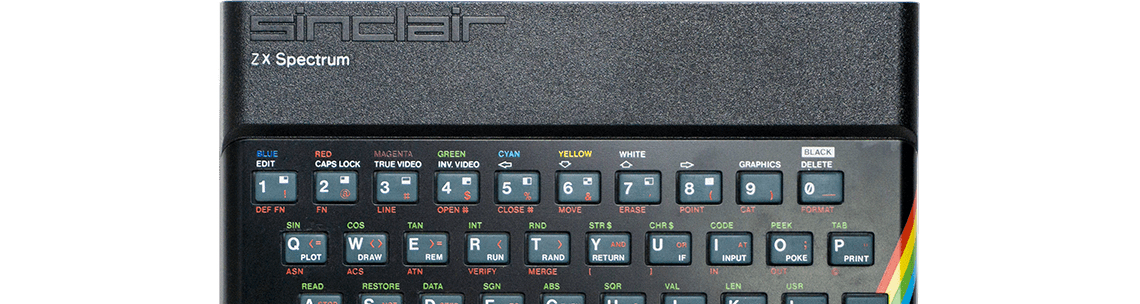 sinclair
ZX Spectrum
BLUE RED MAGENTA GREEN CYAN YELLOW WHITE BLACK
EDIT CAPS LOCK TRUE VIDEO INV. VIDEO GRAPHICS DELETE
1 ! 2 @ 3 # 4 $ 5 % 6 & 7 ' 8 ( 9 ) 0 _
DEF FN FN LINE OPEN # CLOSE # MOVE ERASE POINT CAT FORMAT
SIN COS TAN INT RND STR $ CHR $ CODE PEEK TAB
Q <= W <> E >= R < T > Y AND U OR I AT O ; P "
PLOT DRAW REM RUN RAND RETURN IF INPUT POKE PRINT
ASN ACS ATN VERIFY MERGE [ ] IN OUT
READ RESTORE DATA SGN ABS SQR VAL LEN USR